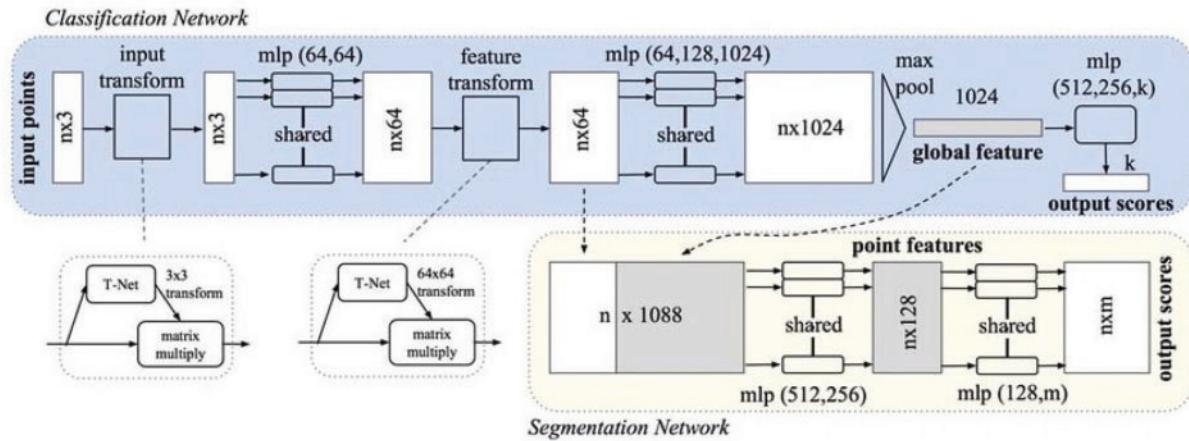 Classification Network
input points
nx3
input
transform
nx3
mlp (64,64)
shared
nx64
feature
transform
nx64
mlp (64,128,1024)
shared
nx1024
max
pool
1024
global feature
mlp
(512,256,k)
k
output scores
T-Net
3x3
transform
matrix
multiply
T-Net
64x64
transform
matrix
multiply
point features
n x 1088
shared
mlp (512,256)
nx128
shared
mlp (128,m)
nxm
output scores
Segmentation Network